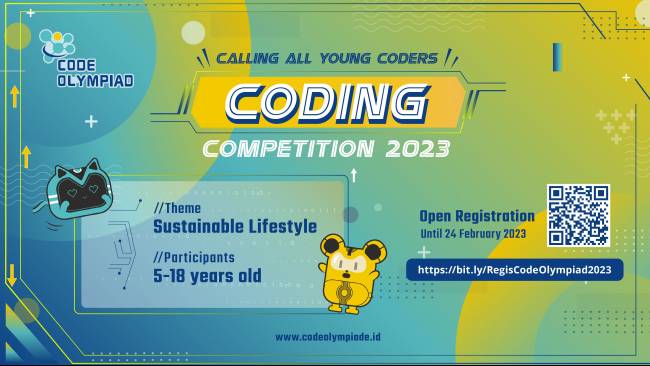 CODE
OLYMPIAD
CALLING ALL YOUNG CODERS
CODING
COMPETITION 2023
//Theme
Sustainable Lifestyle
//Participants
5-18 years old
Open Registration
Until 24 February 2023
https://bit.ly/RegisCodeOlympiad2023
www.codeolympiade.id